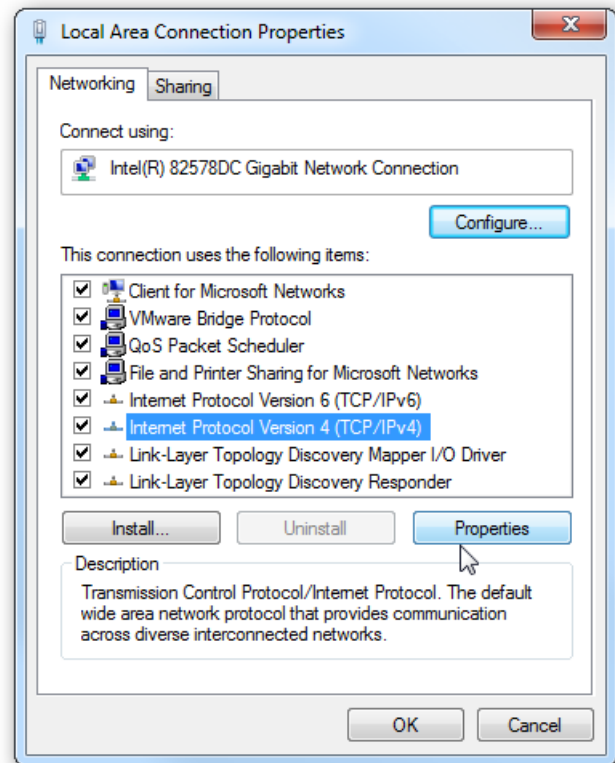 Local Area Connection Properties
Networking
Sharing
Connect using:
Intel(R) 82578DC Gigabit Network Connection
Configure...
This connection uses the following items:
Client for Microsoft Networks
VMware Bridge Protocol
QoS Packet Scheduler
File and Printer Sharing for Microsoft Networks
Internet Protocol Version 6 (TCP/IPv6)
Internet Protocol Version 4 (TCP/IPv4)
Link-Layer Topology Discovery Mapper I/O Driver
Link-Layer Topology Discovery Responder
Install...
Uninstall
Properties
Description
Transmission Control Protocol/Internet Protocol. The default
wide area network protocol that provides communication
across diverse interconnected networks.
OK
Cancel